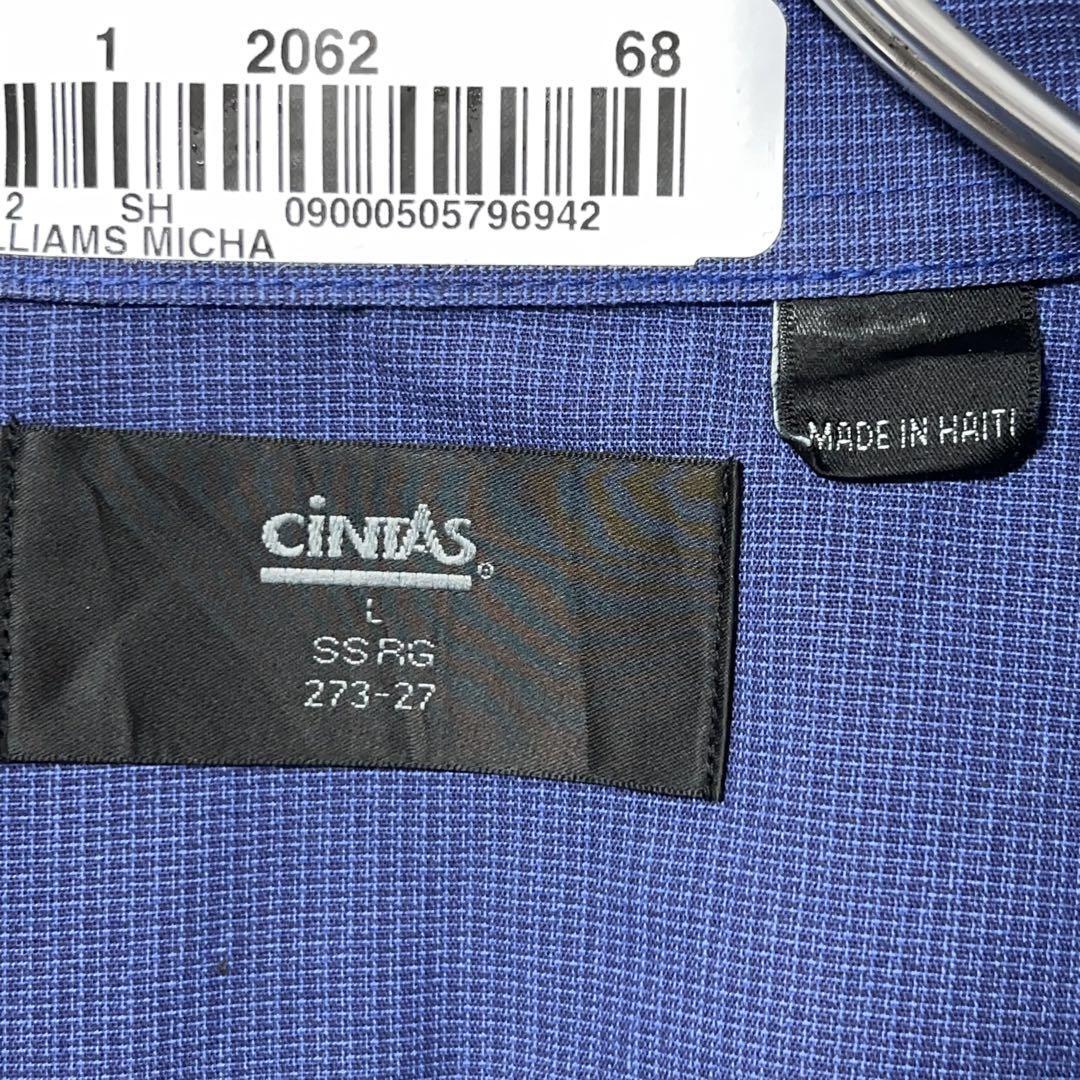 1 2062 68
2 SH 09000505796942
LLIAMS MICHA
MADE IN HAITI
CiNTAS®
L
SS RG
273-27